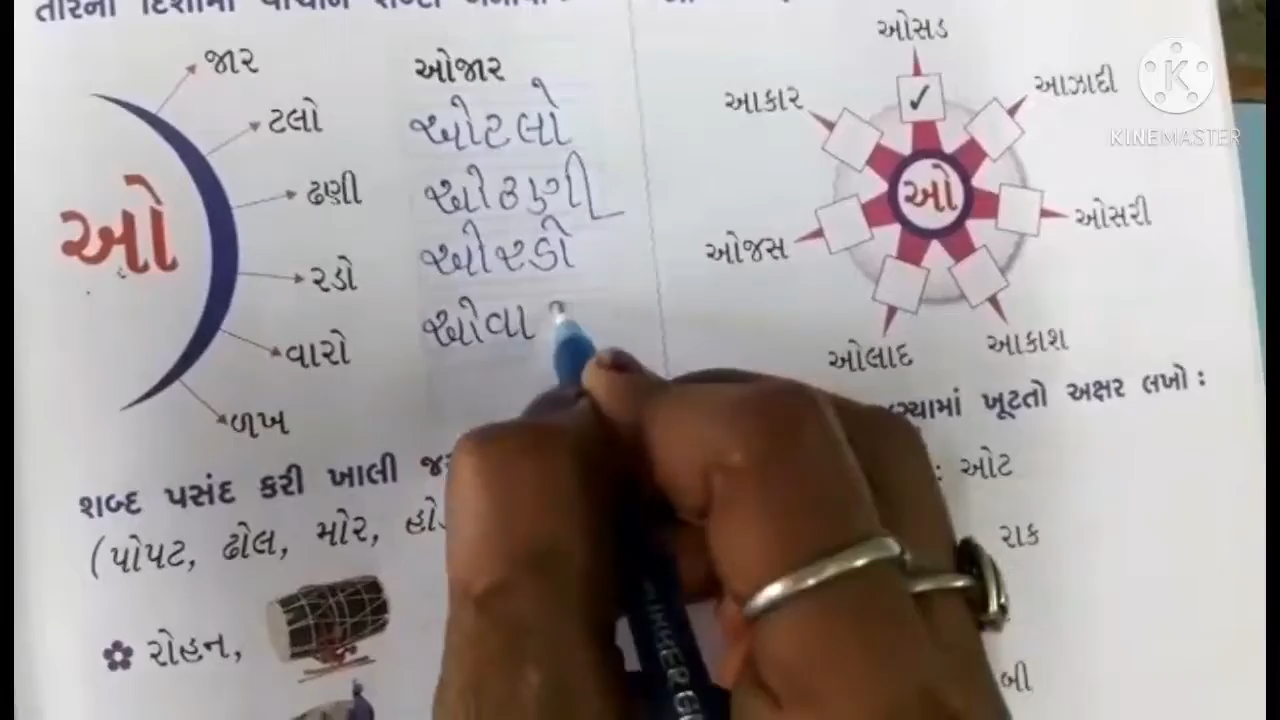 તીરની દિશામાં
જાર
ટલો
ઢણી
રડો
વારો
ળખ
ઓ
ઓજાર
ઓટલો
ઓઢણી
ઓરડો
ઓવા
ઓસડ
આઝાદી
ઓસરી
આકાશ
ઓલાદ
ઓજસ
આકાર
ઓ
KINEMASTER
શબ્દ પસંદ કરી ખાલી
(પોપટ, ઢોલ, મોર,
રોહન,
ખૂટતો અક્ષર લખો :
: ઓટ
રાક
બી